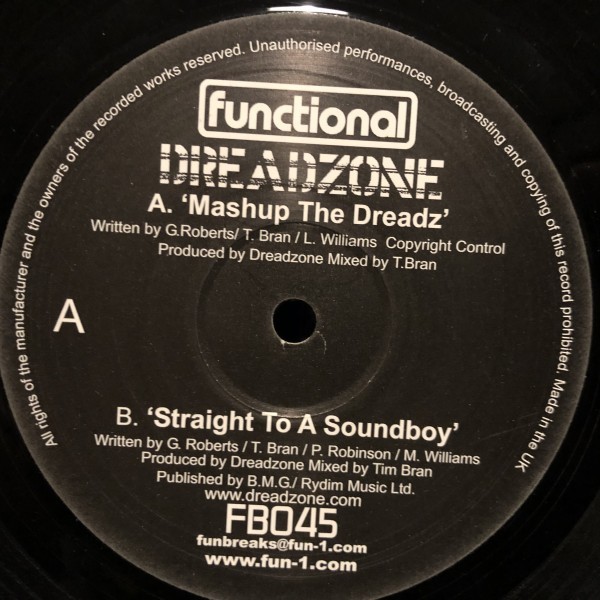 All rights of the manufacturer and the owners of the recorded works reserved. Unauthorised performances, broadcasting and copying of this record prohibited. Made in the UK
functional
DREADZONE
A. 'Mashup The Dreadz'
Written by G.Roberts/ T. Bran / L. Williams Copyright Control
Produced by Dreadzone Mixed by T.Bran
A
B. 'Straight To A Soundboy'
Written by G. Roberts / T. Bran / P. Robinson / M. Williams
Produced by Dreadzone Mixed by Tim Bran
Published by B.M.G./ Rydim Music Ltd.
www.dreadzone.com
FB045
funbreaks@fun-1.com
www.fun-1.com